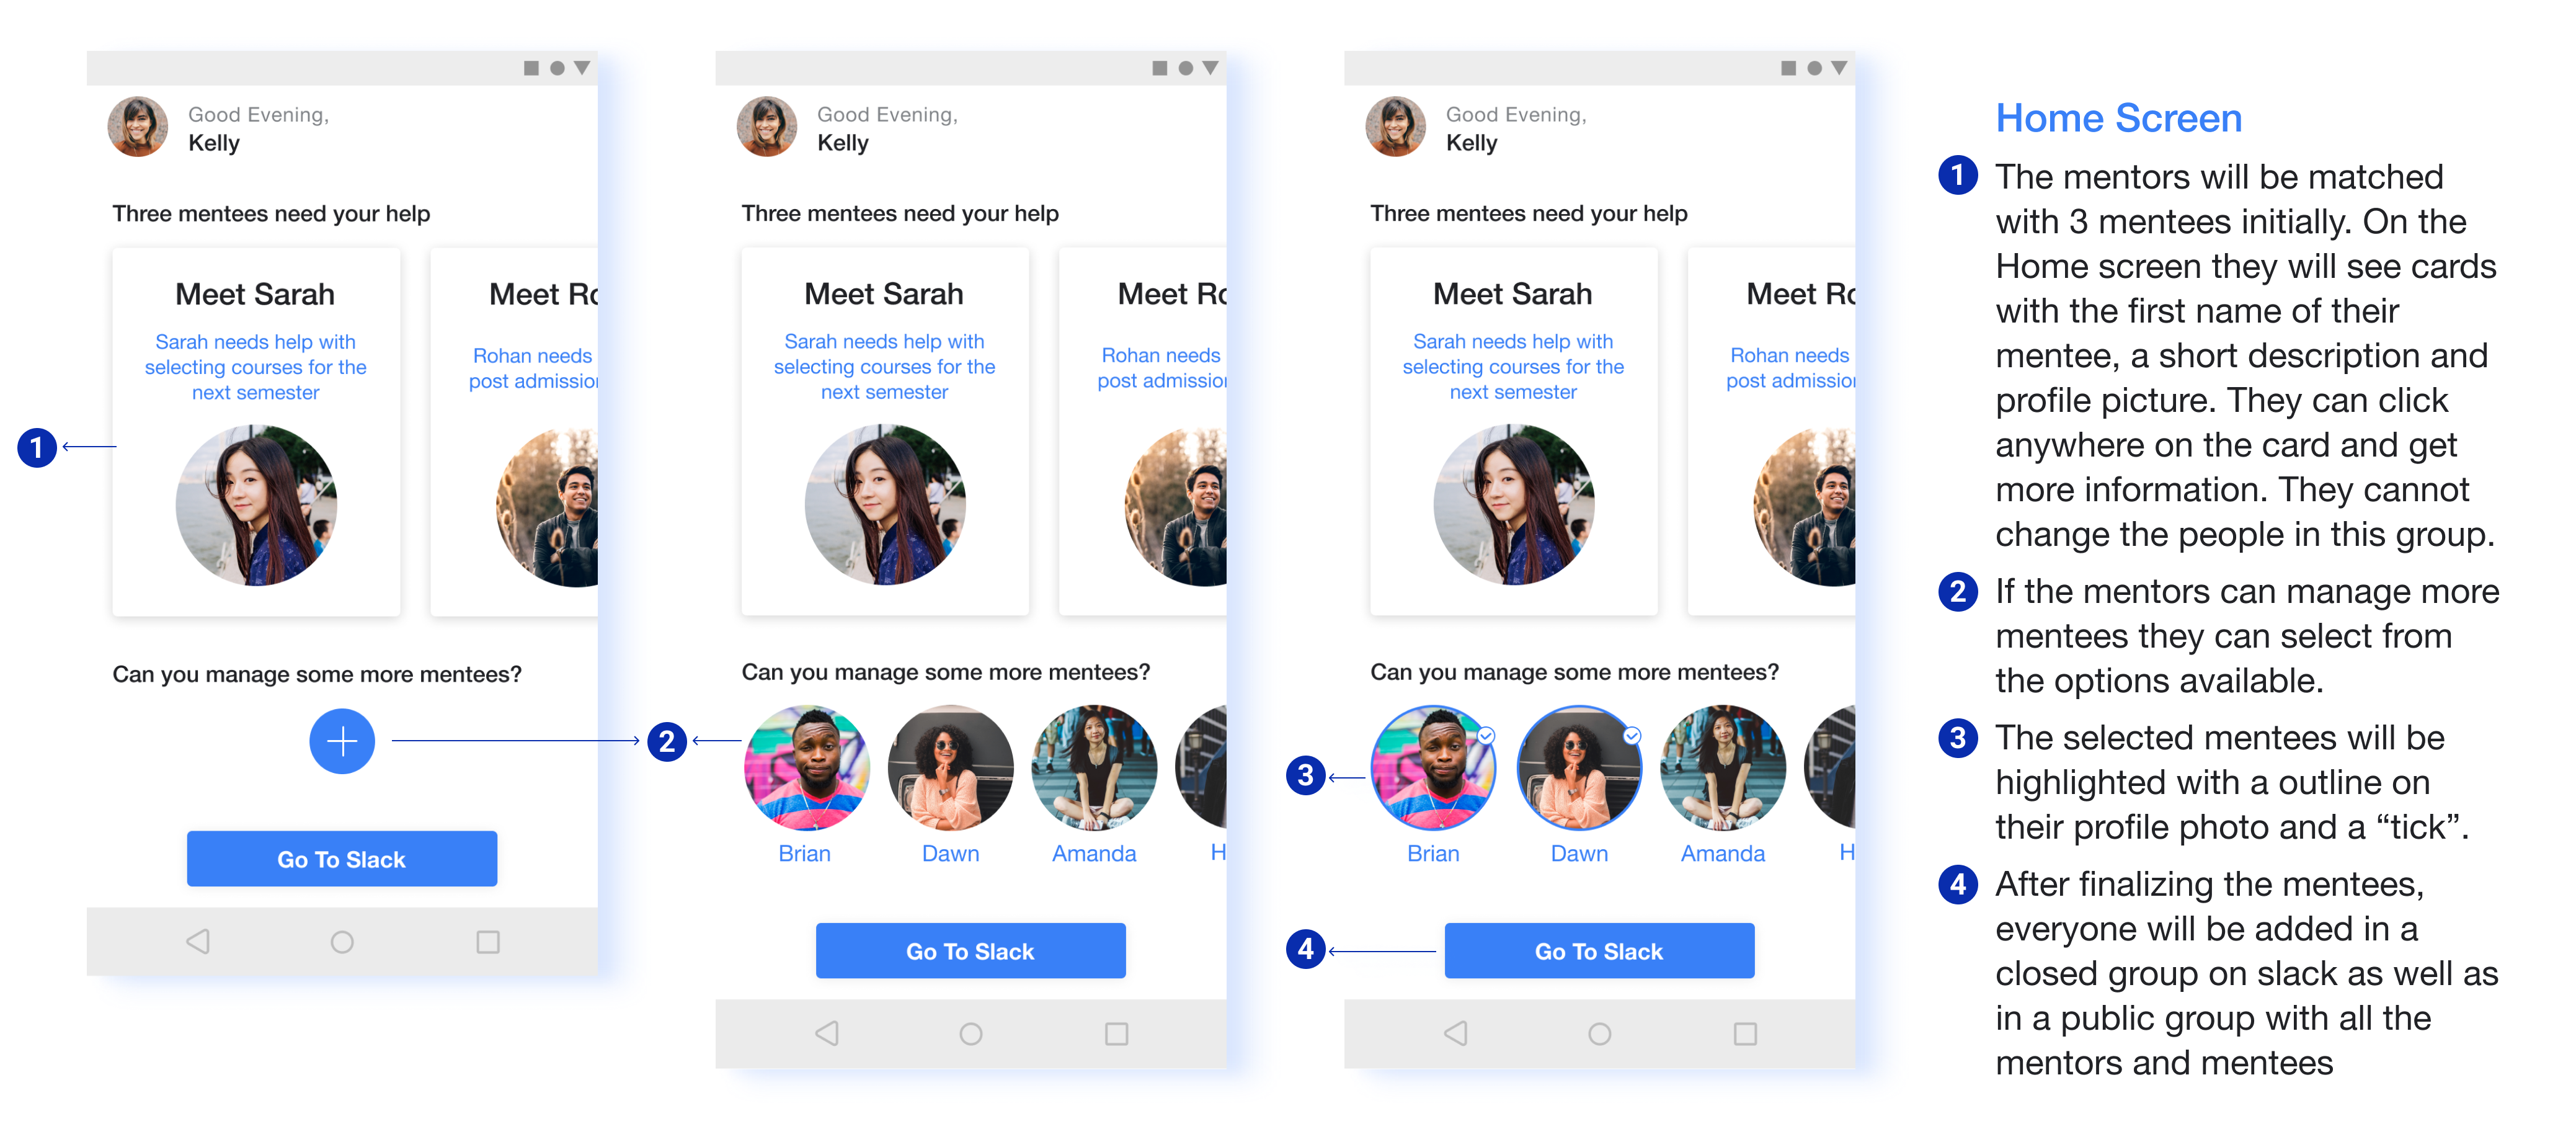 Good Evening,
Kelly
Three mentees need your help
Meet Sarah
Sarah needs help with
selecting courses for the
next semester
Meet Ro
Rohan needs
post admission
1
Can you manage some more mentees?
Go To Slack
Good Evening,
Kelly
Three mentees need your help
Meet Sarah
Sarah needs help with
selecting courses for the
next semester
Meet Ro
Rohan needs
post admission
Can you manage some more mentees?
2
Brian
Dawn
Amanda
H
Go To Slack
Good Evening,
Kelly
Three mentees need your help
Meet Sarah
Sarah needs help with
selecting courses for the
next semester
Meet Ro
Rohan needs
post admission
Can you manage some more mentees?
3
Brian
Dawn
Amanda
H
4
Go To Slack
Home Screen
1 The mentors will be matched
with 3 mentees initially. On the
Home screen they will see cards
with the first name of their
mentee, a short description and
profile picture. They can click
anywhere on the card and get
more information. They cannot
change the people in this group.
2 If the mentors can manage more
mentees they can select from
the options available.
3 The selected mentees will be
highlighted with a outline on
their profile photo and a “tick”.
4 After finalizing the mentees,
everyone will be added in a
closed group on slack as well as
in a public group with all the
mentors and mentees